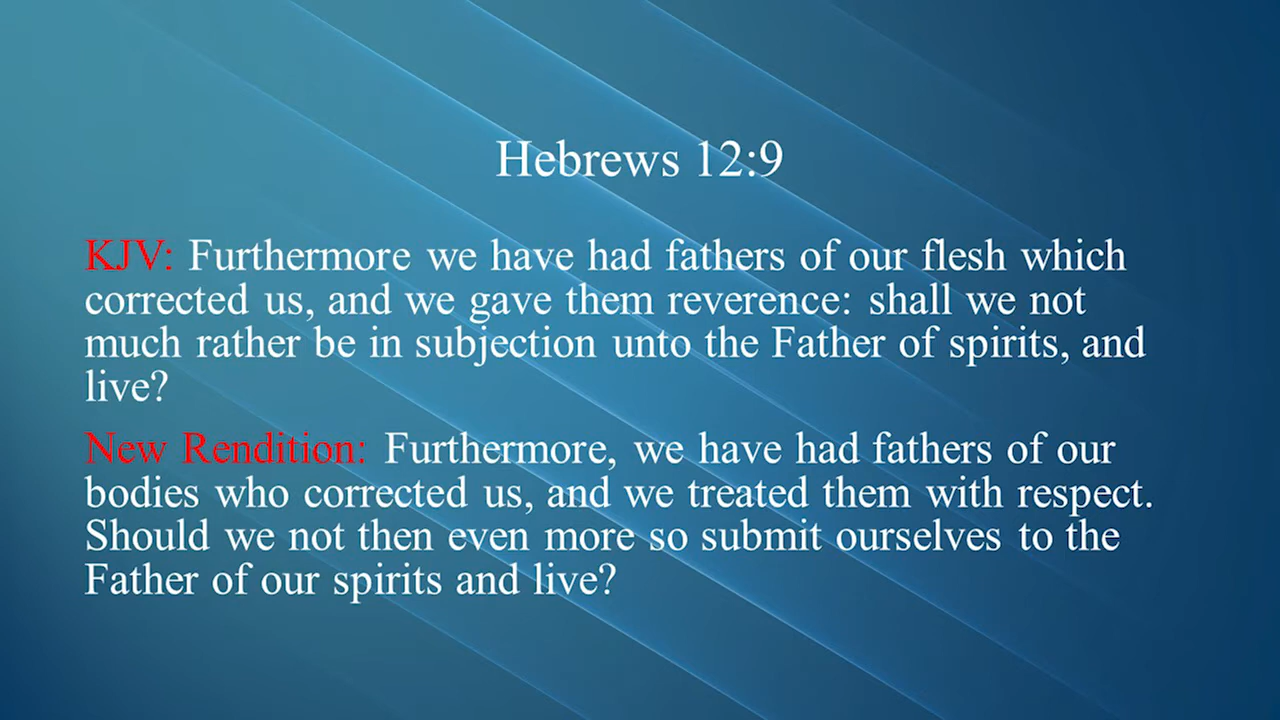 Hebrews 12:9
KJV: Furthermore we have had fathers of our flesh which
corrected us, and we gave them reverence: shall we not
much rather be in subjection unto the Father of spirits, and
live?
New Rendition: Furthermore, we have had fathers of our
bodies who corrected us, and we treated them with respect.
Should we not then even more so submit ourselves to the
Father of our spirits and live?